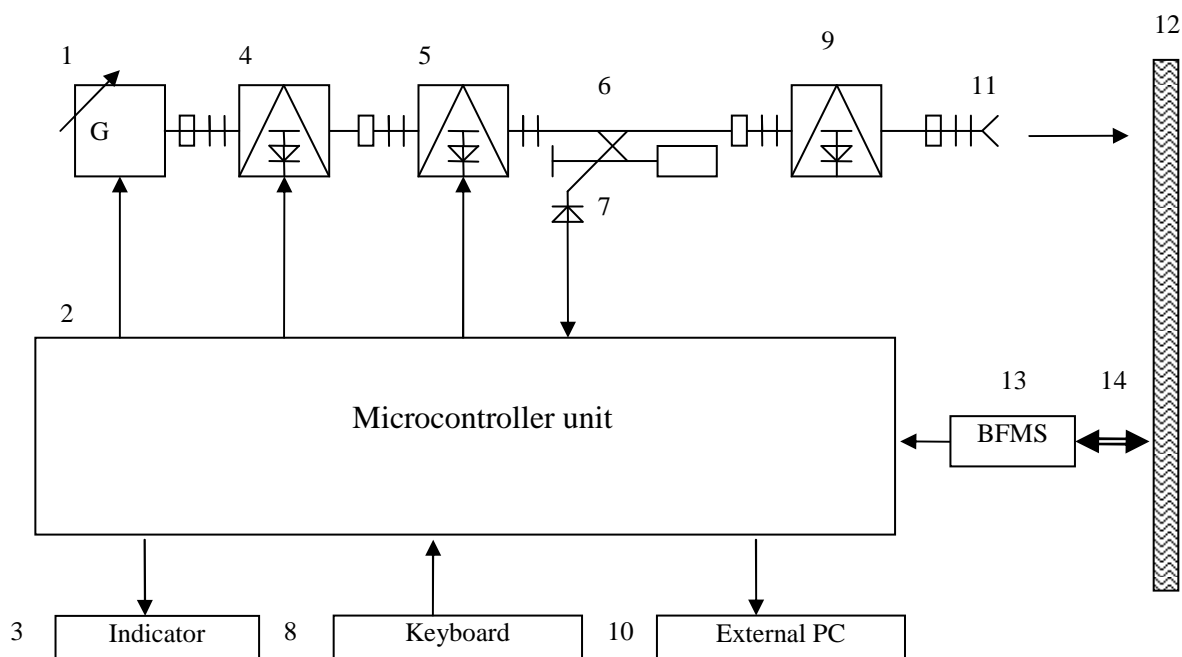 12
1
4
5
6
9
11
G
7
2
13
14
Microcontroller unit
BFMS
3
Indicator
8
Keyboard
10
External PC